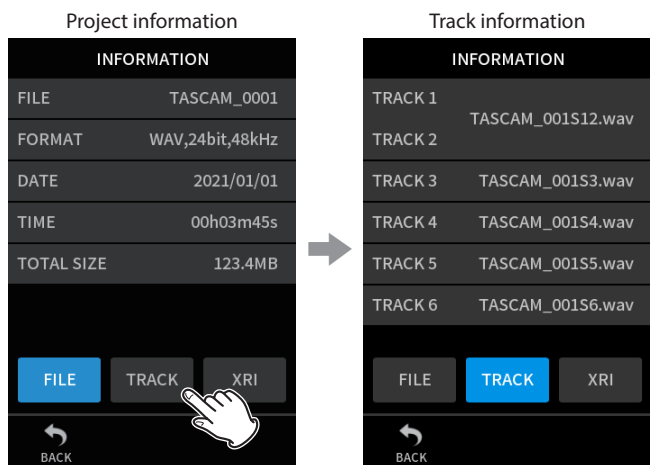 Project information
INFORMATION
FILE TASCAM_0001
FORMAT WAV,24bit,48kHz
DATE 2021/01/01
TIME 00h03m45s
TOTAL SIZE 123.4MB
FILE TRACK XRI
BACK
Track information
INFORMATION
TRACK 1
TASCAM_001S12.wav
TRACK 2
TRACK 3 TASCAM_001S3.wav
TRACK 4 TASCAM_001S4.wav
TRACK 5 TASCAM_001S5.wav
TRACK 6 TASCAM_001S6.wav
FILE TRACK XRI
BACK